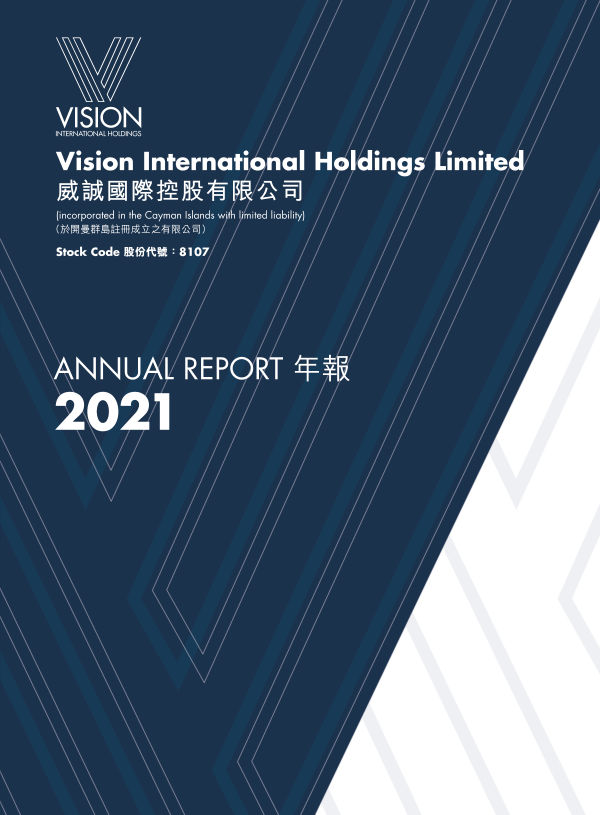 VISION
INTERNATIONAL HOLDINGS
Vision International Holdings Limited
威誠國際控股有限公司
(incorporated in the Cayman Islands with limited liability)
（於開曼群島註冊成立之有限公司）
Stock Code 股份代號：8107
ANNUAL REPORT 年報
2021